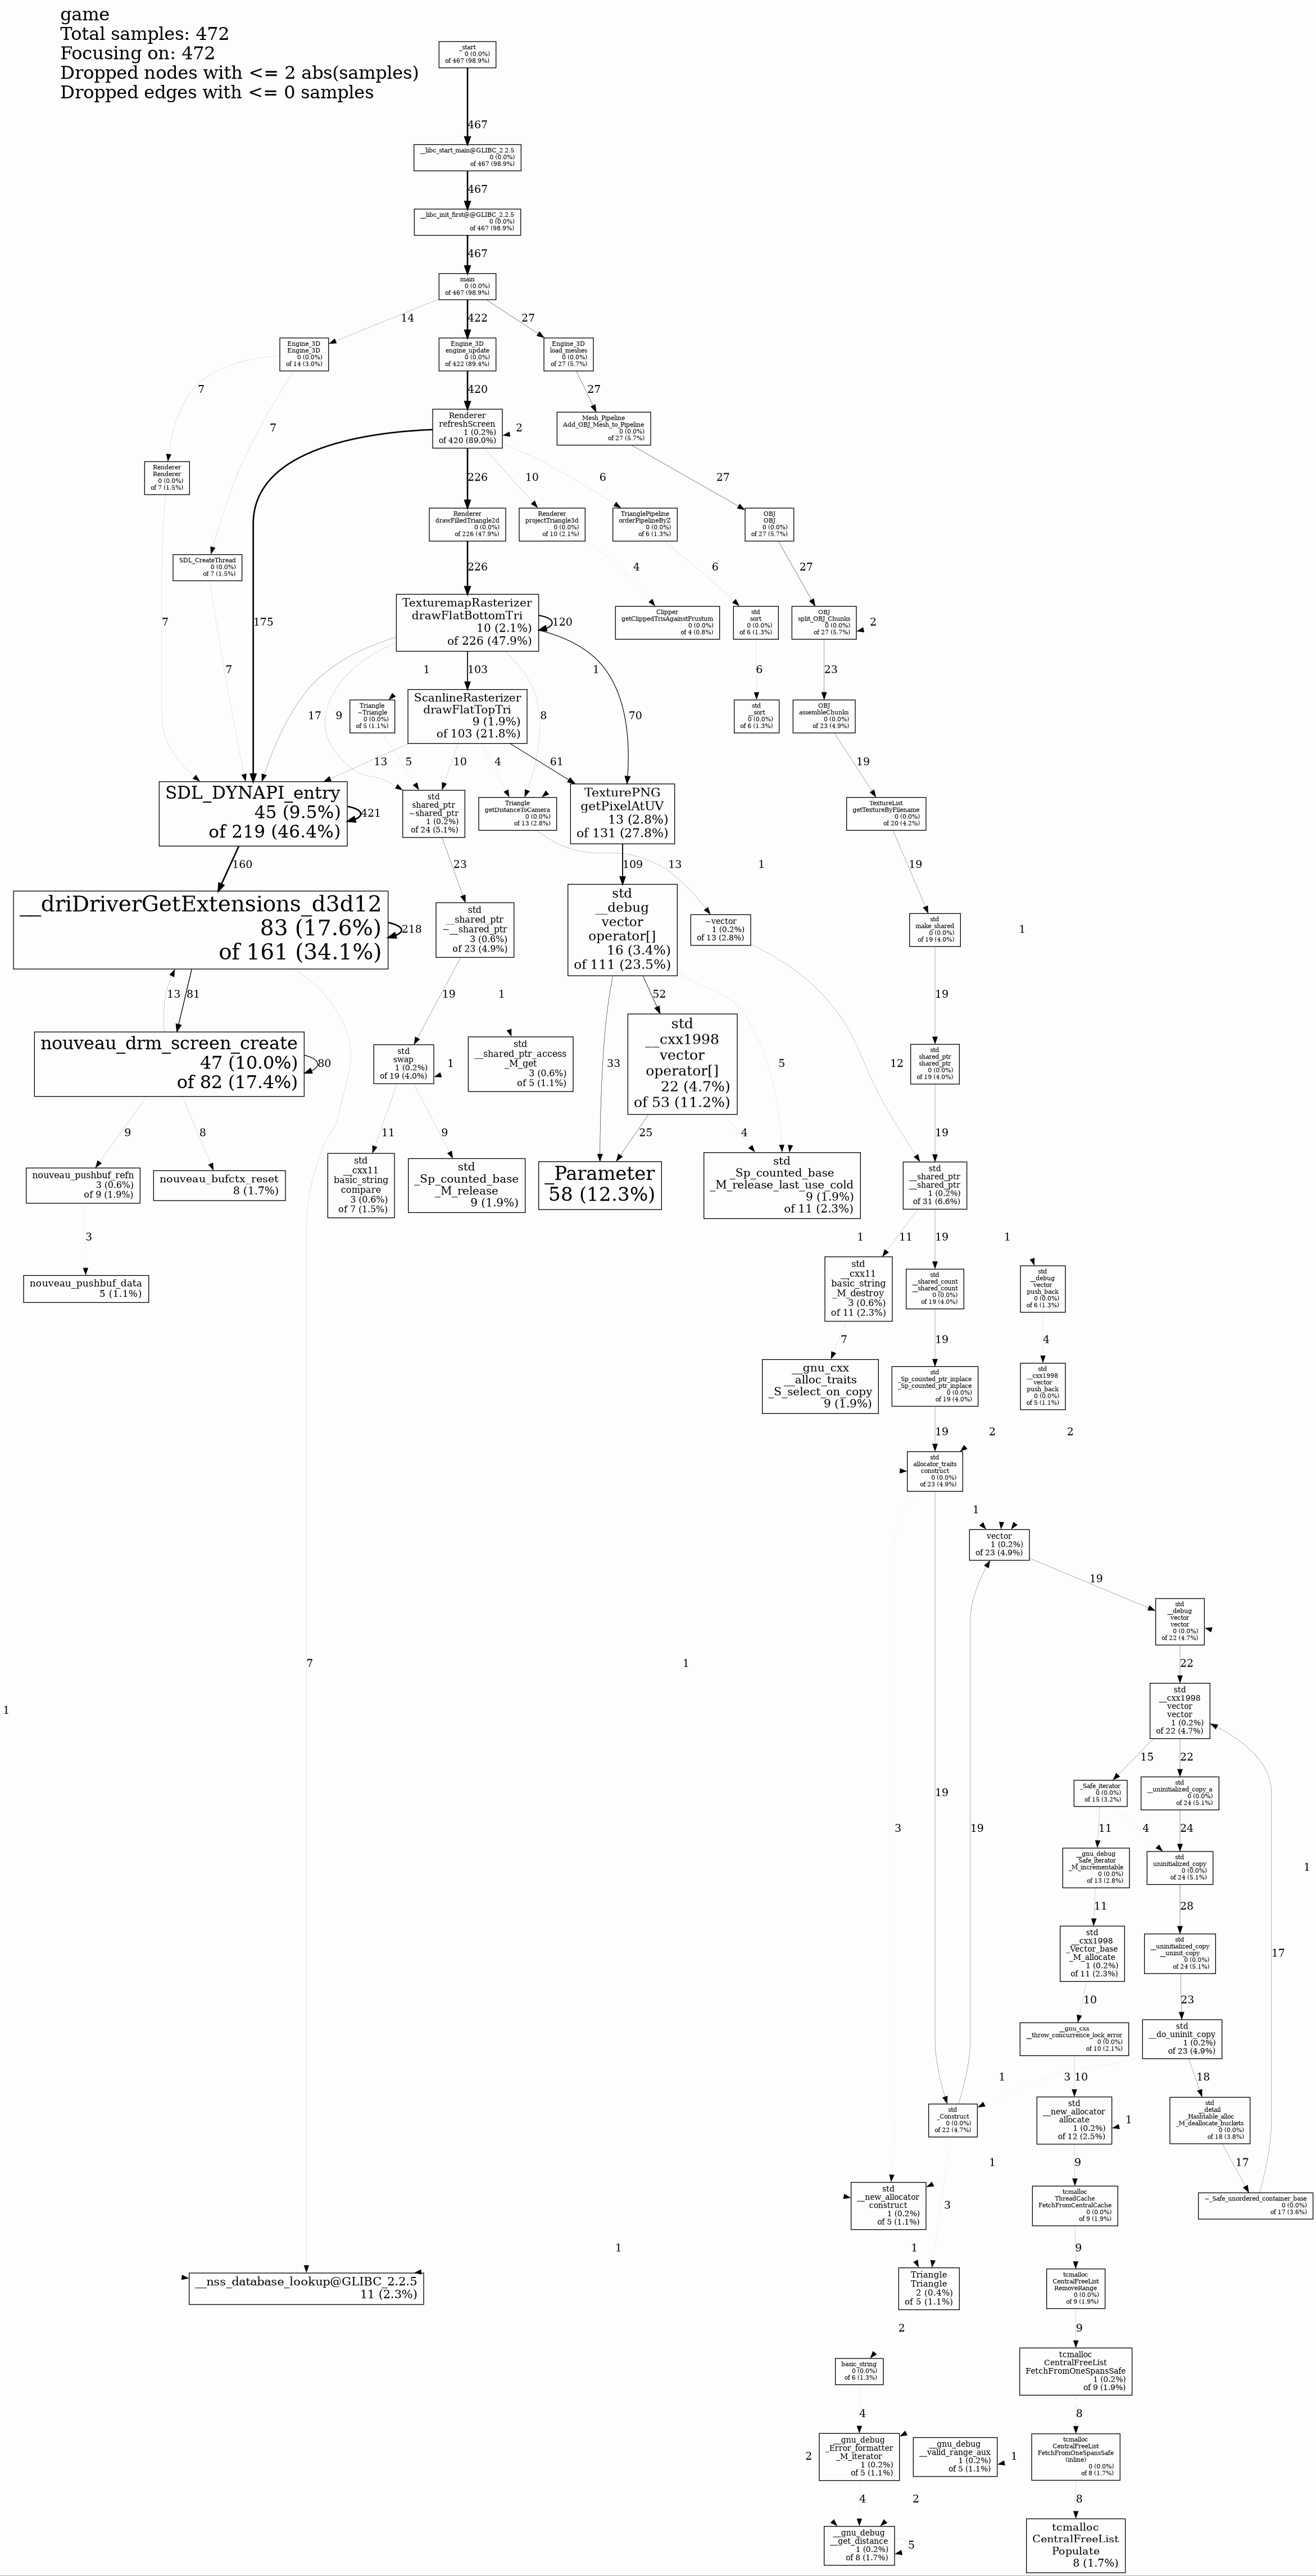 game
Total samples: 472
Focusing on: 472
Dropped nodes with <= 2 abs(samples)
Dropped edges with <= 0 samples
_start
0 (0.0%)
of 467 (98.9%)
467
__libc_start_main@GLIBC_2.2.5
0 (0.0%)
of 467 (98.9%)
467
__libc_init_first@@GLIBC_2.2.5
0 (0.0%)
of 467 (98.9%)
467
main
0 (0.0%)
of 467 (98.9%)
14
422
27
Engine_3D
Engine_3D
0 (0.0%)
of 14 (3.0%)
Engine_3D
engine_update
0 (0.0%)
of 422 (89.4%)
Engine_3D
load_meshes
0 (0.0%)
of 27 (5.7%)
7
420
27
Renderer
refreshScreen
1 (0.2%)
of 420 (89.0%)
2
7
Mesh_Pipeline
Add_OBJ_Mesh_to_Pipeline
0 (0.0%)
of 27 (5.7%)
Renderer
Renderer
0 (0.0%)
of 7 (1.5%)
226
10
6
27
Renderer
drawFilledTriangle2d
0 (0.0%)
of 226 (47.9%)
Renderer
projectTriangle3d
0 (0.0%)
of 10 (2.1%)
TrianglePipeline
orderPipelineByZ
0 (0.0%)
of 6 (1.3%)
OBJ
OBJ
0 (0.0%)
of 27 (5.7%)
SDL_CreateThread
0 (0.0%)
of 7 (1.5%)
226
4
6
27
7
175
TexturemapRasterizer
drawFlatBottomTri
10 (2.1%)
of 226 (47.9%)
120
Clipper
getClippedTrisAgainstFrustum
0 (0.0%)
of 4 (0.8%)
std
sort
0 (0.0%)
of 6 (1.3%)
OBJ
split_OBJ_Chunks
0 (0.0%)
of 27 (5.7%)
2
7
1
103
1
6
23
ScanlineRasterizer
drawFlatTopTri
9 (1.9%)
of 103 (21.8%)
Triangle
~Triangle
0 (0.0%)
of 5 (1.1%)
std
__sort
0 (0.0%)
of 6 (1.3%)
OBJ
assembleChunks
0 (0.0%)
of 23 (4.9%)
17
9
8
70
13
5
10
4
61
19
SDL_DYNAPI_entry
45 (9.5%)
of 219 (46.4%)
421
std
shared_ptr
~shared_ptr
1 (0.2%)
of 24 (5.1%)
Triangle
getDistanceToCamera
0 (0.0%)
of 13 (2.8%)
TexturePNG
getPixelAtUV
13 (2.8%)
of 131 (27.8%)
TextureList
getTextureByFilename
0 (0.0%)
of 20 (4.2%)
160
23
109
13
1
19
__driDriverGetExtensions_d3d12
83 (17.6%)
of 161 (34.1%)
218
std
__shared_ptr
~__shared_ptr
3 (0.6%)
of 23 (4.9%)
std
__debug
vector
operator[]
16 (3.4%)
of 111 (23.5%)
~vector
1 (0.2%)
of 13 (2.8%)
std
make_shared
0 (0.0%)
of 19 (4.0%)
1
13
81
19
1
52
19
nouveau_drm_screen_create
47 (10.0%)
of 82 (17.4%)
80
std
swap
1 (0.2%)
of 19 (4.0%)
1
std
__shared_ptr_access
_M_get
3 (0.6%)
of 5 (1.1%)
33
std
__cxx1998
vector
operator[]
22 (4.7%)
of 53 (11.2%)
5
12
std
shared_ptr
shared_ptr
0 (0.0%)
of 19 (4.0%)
9
8
11
9
25
4
19
nouveau_pushbuf_refn
3 (0.6%)
of 9 (1.9%)
nouveau_bufctx_reset
8 (1.7%)
std
__cxx11
basic_string
compare
3 (0.6%)
of 7 (1.5%)
std
_Sp_counted_base
_M_release
9 (1.9%)
_Parameter
58 (12.3%)
std
_Sp_counted_base
_M_release_last_use_cold
9 (1.9%)
of 11 (2.3%)
std
__shared_ptr
__shared_ptr
1 (0.2%)
of 31 (6.6%)
3
1
11
19
1
nouveau_pushbuf_data
5 (1.1%)
std
__cxx11
basic_string
_M_destroy
3 (0.6%)
of 11 (2.3%)
std
__shared_count
__shared_count
0 (0.0%)
of 19 (4.0%)
std
__debug
vector
push_back
0 (0.0%)
of 6 (1.3%)
7
19
4
__gnu_cxx
__alloc_traits
_S_select_on_copy
9 (1.9%)
std
_Sp_counted_ptr_inplace
_Sp_counted_ptr_inplace
0 (0.0%)
of 19 (4.0%)
std
__cxx1998
vector
push_back
0 (0.0%)
of 5 (1.1%)
19
2
2
std
allocator_traits
construct
0 (0.0%)
of 23 (4.9%)
1
vector
1 (0.2%)
of 23 (4.9%)
19
std
__debug
vector
vector
0 (0.0%)
of 22 (4.7%)
7
1
22
1
std
__cxx1998
vector
vector
1 (0.2%)
of 22 (4.7%)
15
22
_Safe_iterator
0 (0.0%)
of 15 (3.2%)
std
__uninitialized_copy_a
0 (0.0%)
of 24 (5.1%)
19
3
19
11
4
24
__gnu_debug
_Safe_iterator
_M_incrementable
0 (0.0%)
of 13 (2.8%)
std
uninitialized_copy
0 (0.0%)
of 24 (5.1%)
1
11
28
std
__cxx1998
_Vector_base
_M_allocate
1 (0.2%)
of 11 (2.3%)
std
__uninitialized_copy
__uninit_copy
0 (0.0%)
of 24 (5.1%)
17
10
23
__gnu_cxx
__throw_concurrence_lock_error
0 (0.0%)
of 10 (2.1%)
std
__do_uninit_copy
1 (0.2%)
of 23 (4.9%)
1
3
10
18
std
_Construct
0 (0.0%)
of 22 (4.7%)
std
__new_allocator
allocate
1 (0.2%)
of 12 (2.5%)
1
std
__detail
_Hashtable_alloc
_M_deallocate_buckets
0 (0.0%)
of 18 (3.8%)
1
9
17
std
__new_allocator
construct
1 (0.2%)
of 5 (1.1%)
3
tcmalloc
ThreadCache
FetchFromCentralCache
0 (0.0%)
of 9 (1.9%)
~_Safe_unordered_container_base
0 (0.0%)
of 17 (3.6%)
1
1
9
__nss_database_lookup@GLIBC_2.2.5
11 (2.3%)
Triangle
Triangle
2 (0.4%)
of 5 (1.1%)
tcmalloc
CentralFreeList
RemoveRange
0 (0.0%)
of 9 (1.9%)
2
9
basic_string
0 (0.0%)
of 6 (1.3%)
tcmalloc
CentralFreeList
FetchFromOneSpansSafe
1 (0.2%)
of 9 (1.9%)
4
8
2
__gnu_debug
_Error_formatter
_M_iterator
1 (0.2%)
of 5 (1.1%)
__gnu_debug
__valid_range_aux
1 (0.2%)
of 5 (1.1%)
1
tcmalloc
CentralFreeList
FetchFromOneSpansSafe
(inline)
0 (0.0%)
of 8 (1.7%)
4
2
8
__gnu_debug
__get_distance
1 (0.2%)
of 8 (1.7%)
5
tcmalloc
CentralFreeList
Populate
8 (1.7%)